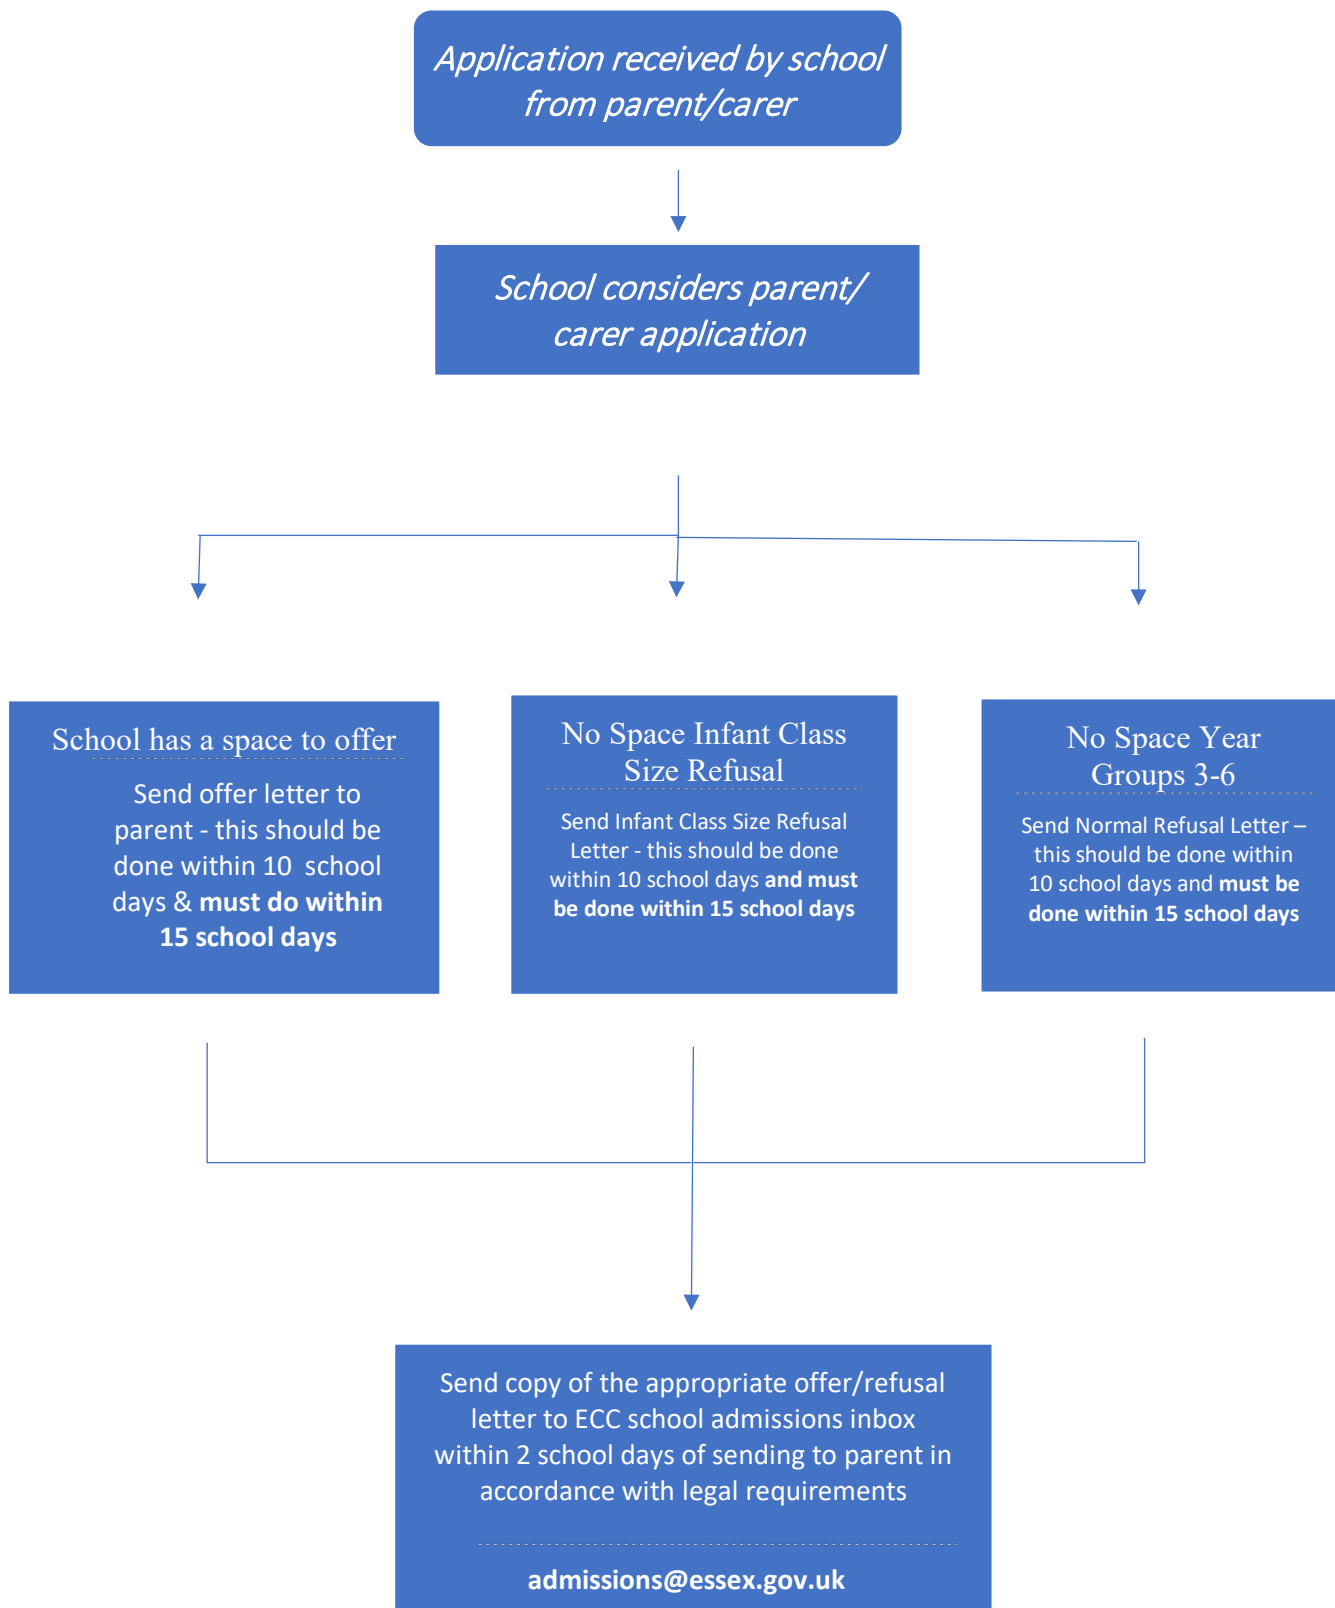 Application received by school
from parent/carer
School considers parent/
carer application
School has a space to offer
Send offer letter to
parent - this should be
done within 10 school
days & must do within
15 school days
No Space Infant Class
Size Refusal
Send Infant Class Size Refusal
Letter - this should be done
within 10 school days and must
be done within 15 school days
No Space Year
Groups 3-6
Send Normal Refusal Letter –
this should be done within
10 school days and must be
done within 15 school days
Send copy of the appropriate offer/refusal
letter to ECC school admissions inbox
within 2 school days of sending to parent in
accordance with legal requirements
admissions@essex.gov.uk